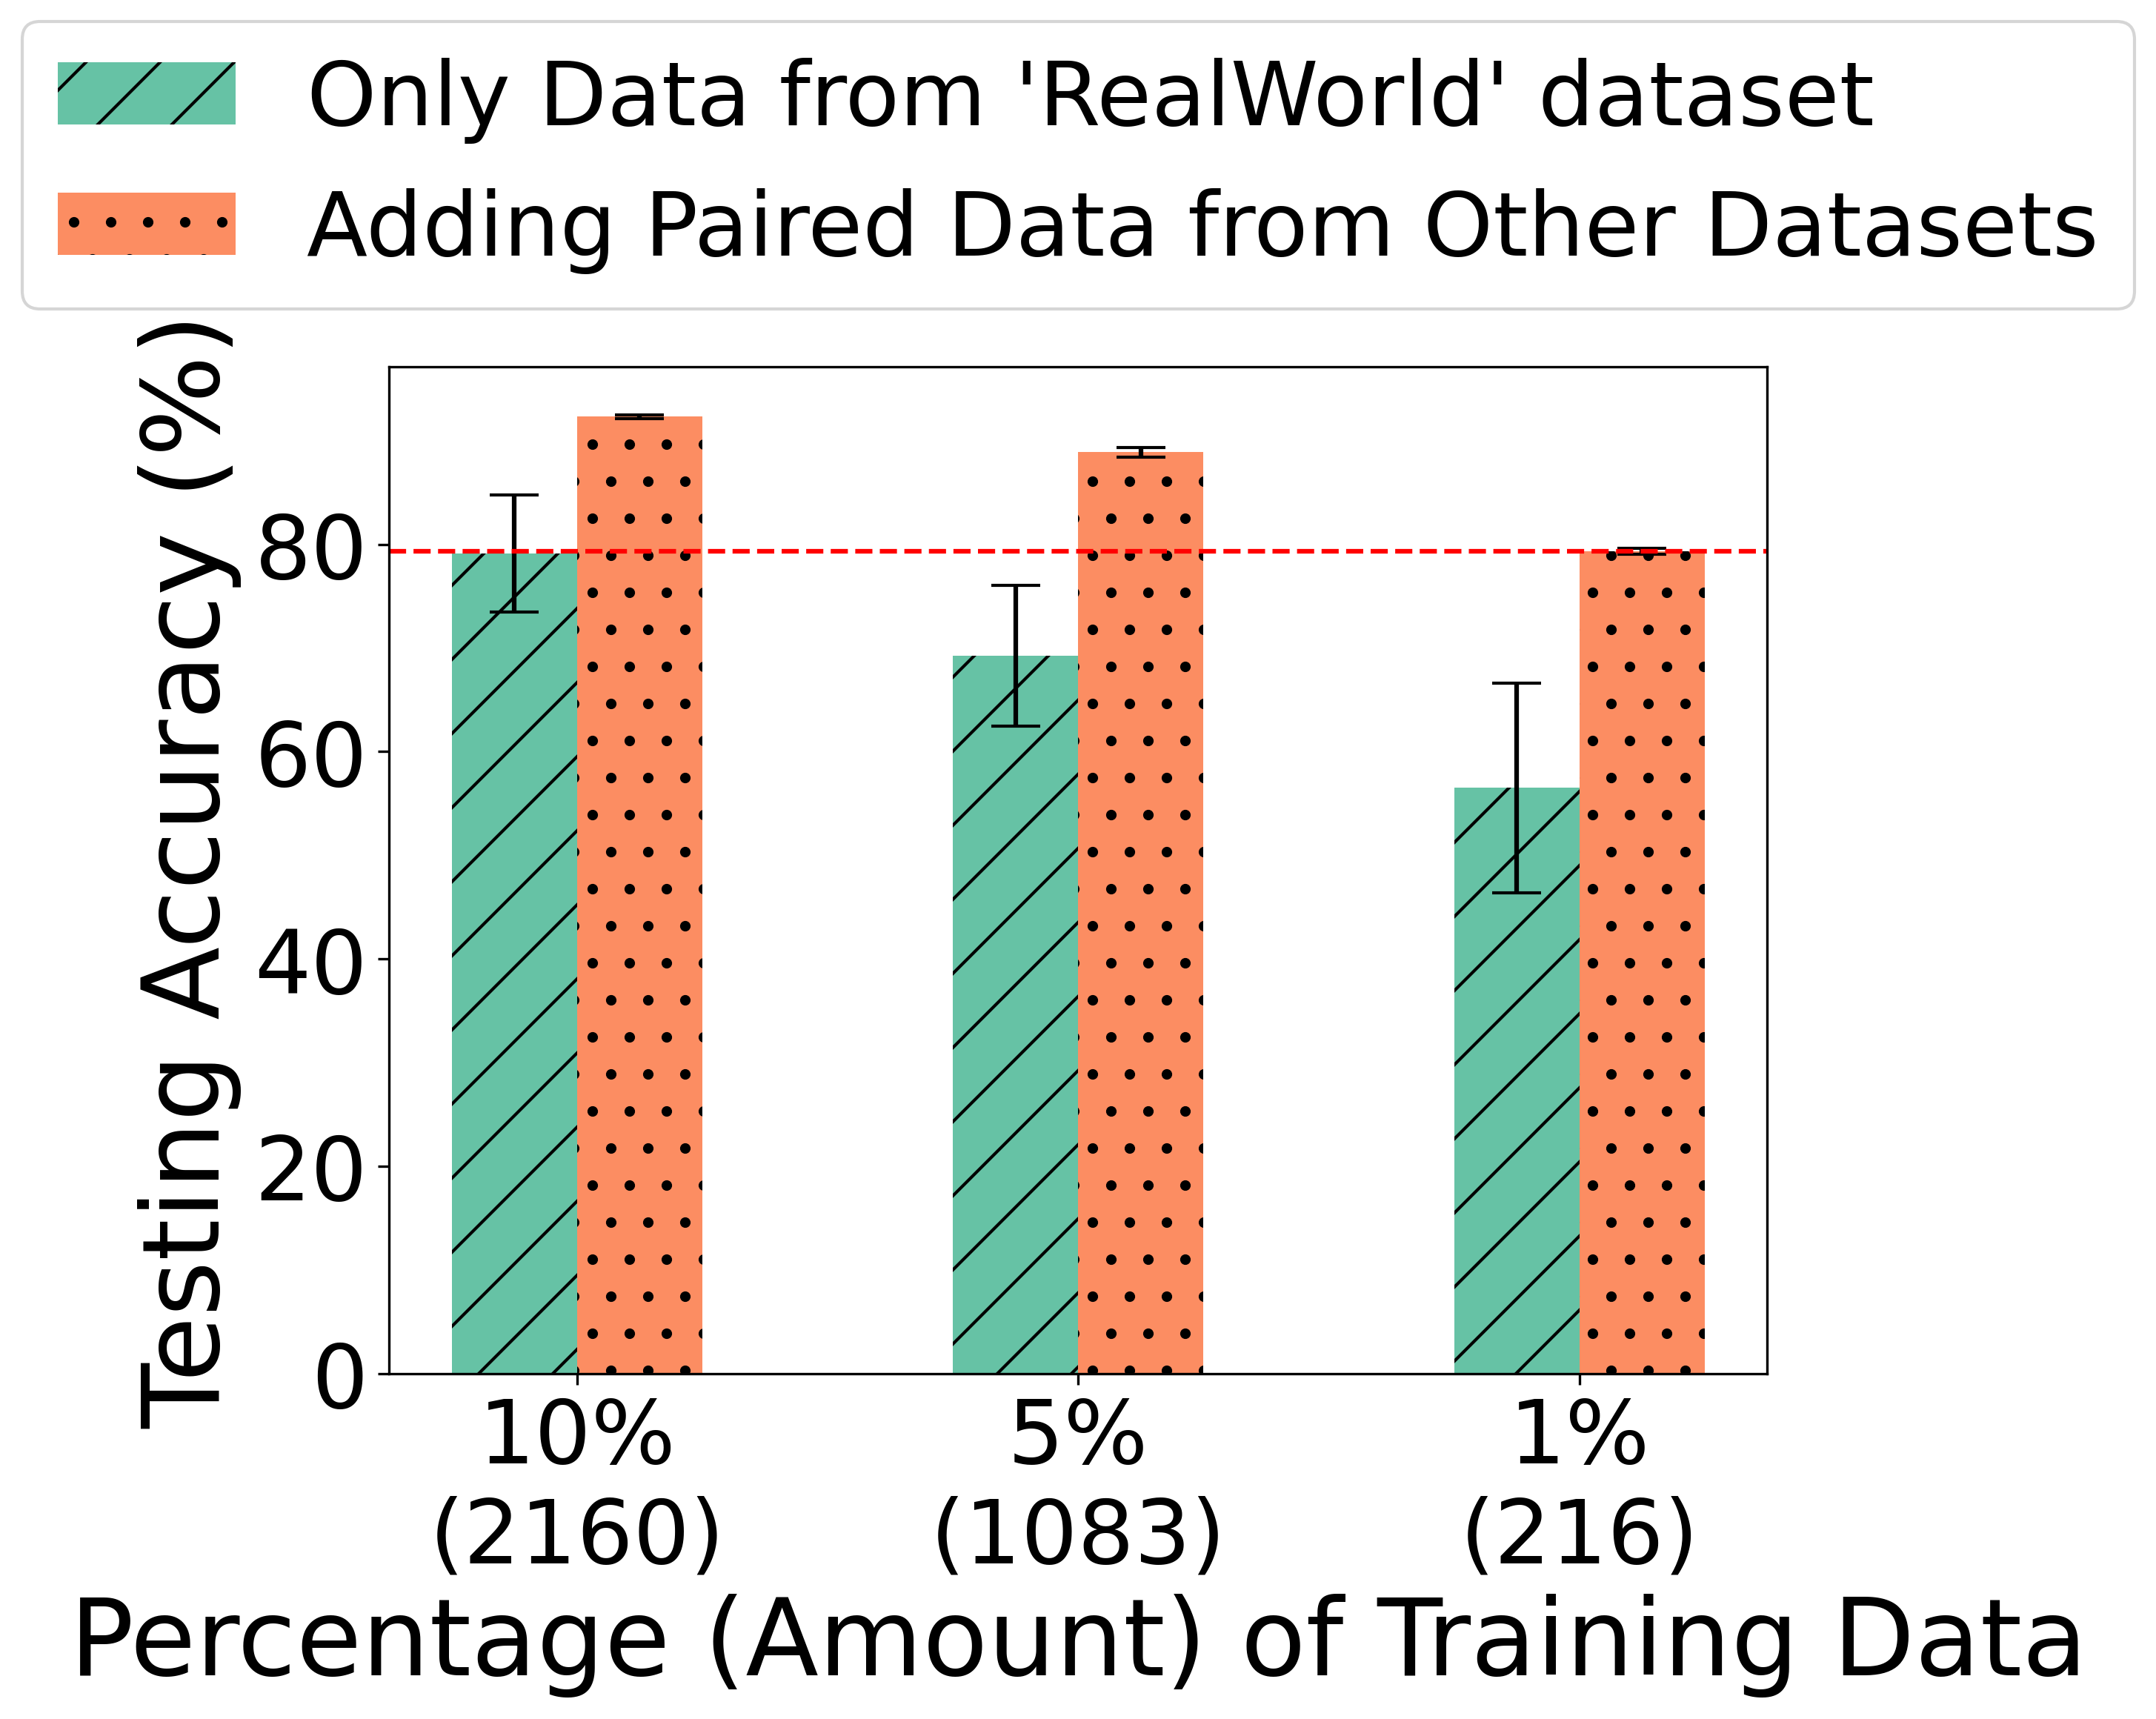 Only Data from 'RealWorld' dataset
Adding Paired Data from Other Datasets
Testing Accuracy (%)
80
60
40
20
0
10%
(2160)
5%
(1083)
1%
(216)
Percentage (Amount) of Training Data